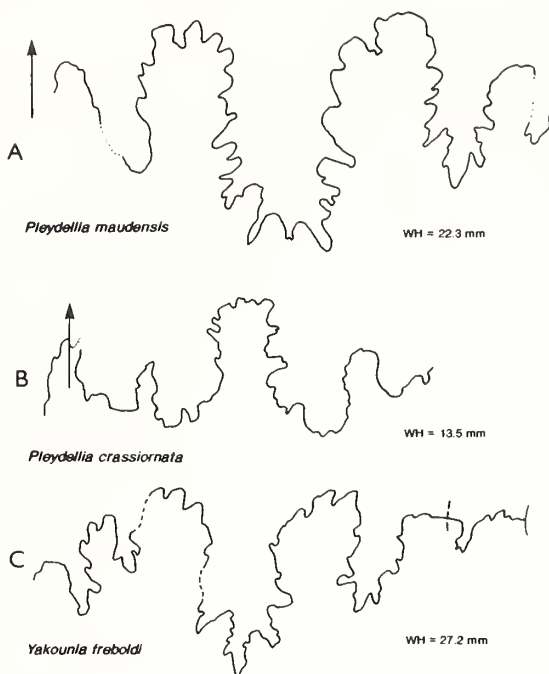 A
Pleydellia maudensis
WH = 22.3 mm
B
Pleydellia crassiornata
WH = 13.5 mm
C
Yakounia freboldi
WH = 27.2 mm